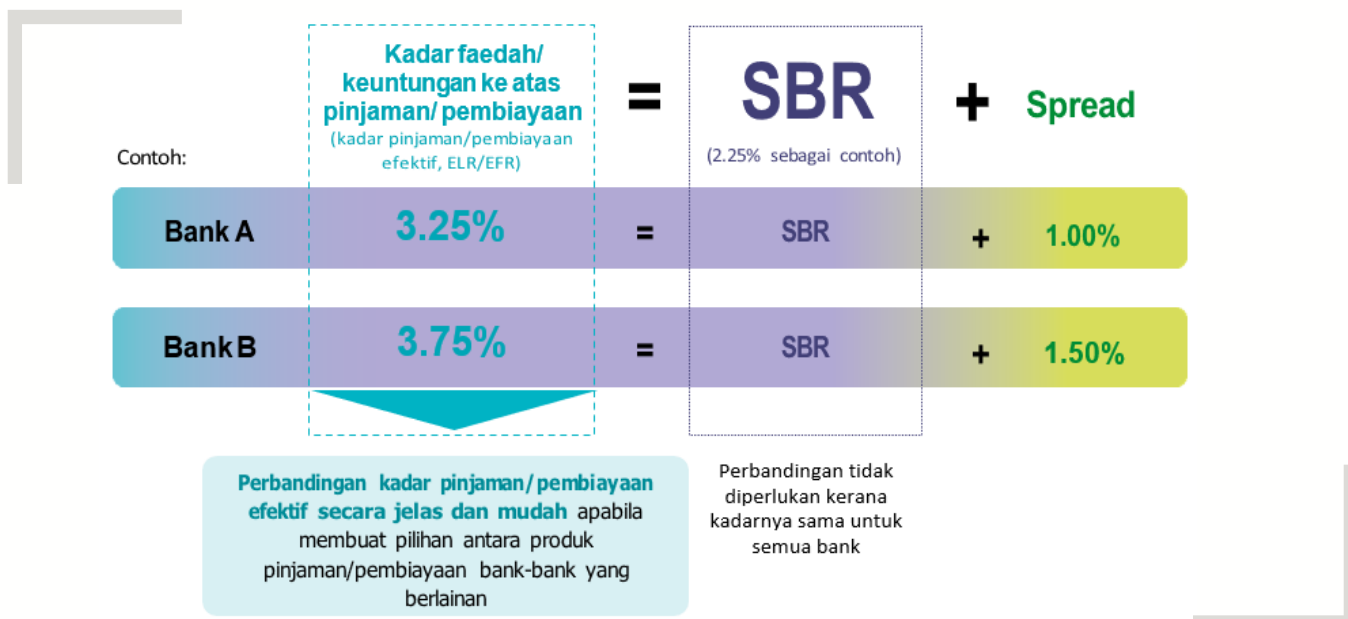 Kadar faedah/
keuntungan ke atas
pinjaman/ pembiayaan
(kadar pinjaman/pembiayaan
efektif, ELR/EFR)
=
SBR
(2.25% sebagai contoh)
+
Spread
Contoh:
Bank A 3.25% = SBR + 1.00%
Bank B 3.75% = SBR + 1.50%
Perbandingan kadar pinjaman/pembiayaan
efektif secara jelas dan mudah apabila
membuat pilihan antara produk
pinjaman/pembiayaan bank-bank yang
berlainan
Perbandingan tidak
diperlukan kerana
kadarnya sama untuk
semua bank